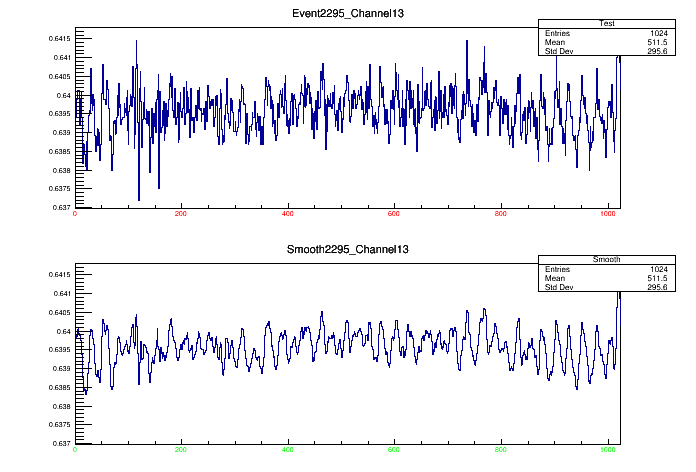 Event2295_Channel13
Test
Entries 1024
Mean 511.5
Std Dev 295.6
0.6415
0.641
0.6405
0.64
0.6395
0.639
0.6385
0.638
0.6375
0.637
0 200 400 600 800 1000
Smooth2295_Channel13
Smooth
Entries 1024
Mean 511.5
Std Dev 295.6
0.6415
0.641
0.6405
0.64
0.6395
0.639
0.6385
0.638
0.6375
0.637
0 200 400 600 800 1000